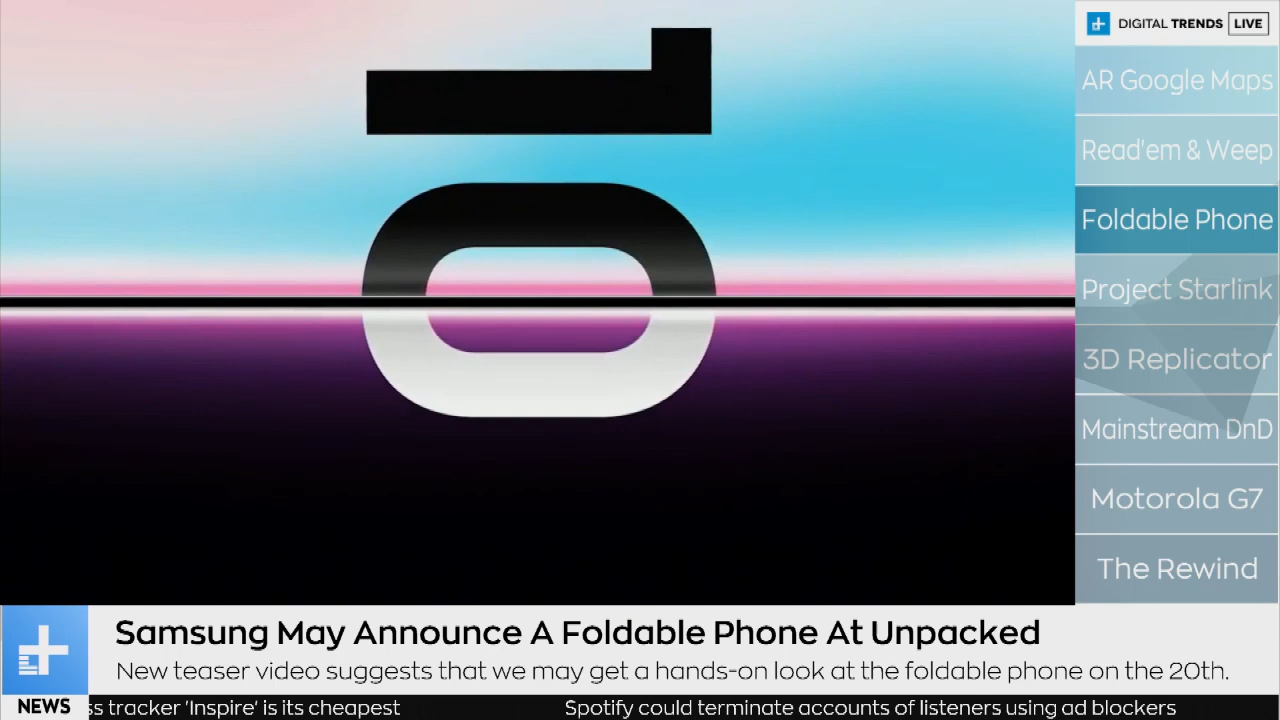 10
DIGITAL TRENDS LIVE
AR Google Maps
Read'em & Weep
Foldable Phone
Project Starlink
3D Replicator
Mainstream DnD
Motorola G7
The Rewind
Samsung May Announce A Foldable Phone At Unpacked
New teaser video suggests that we may get a hands-on look at the foldable phone on the 20th.
NEWS
tracker 'Inspire' is its cheapest
Spotify could terminate accounts of listeners using ad blockers